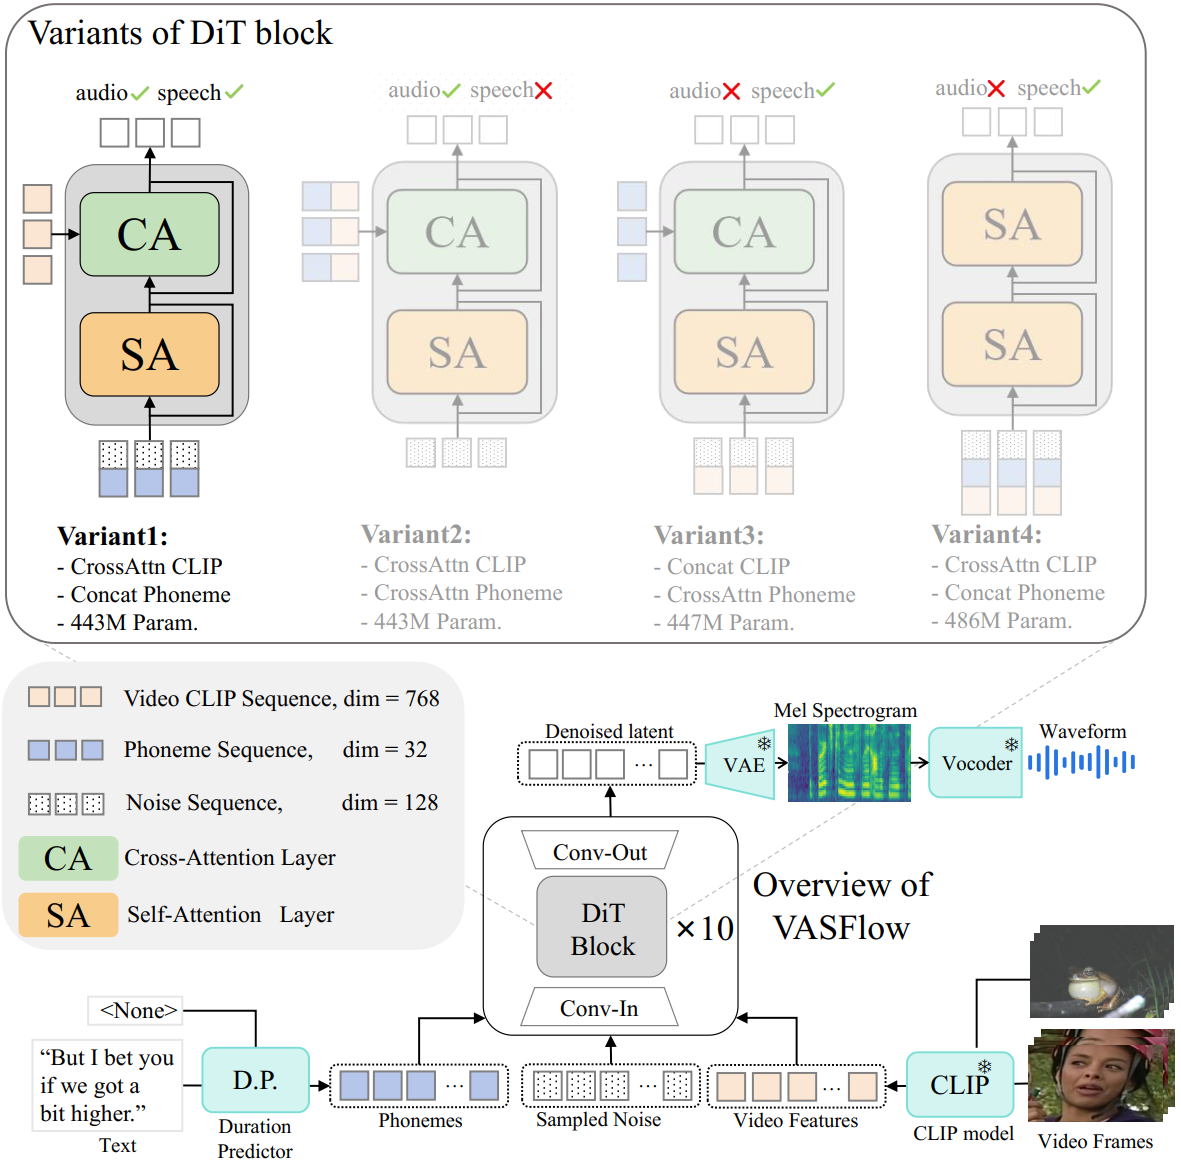 Variants of DiT block
audio speech
audio speech
audio speech
audio speech
CA
CA
CA
SA
SA
SA
SA
SA
Variant1:
- CrossAttn CLIP
- Concat Phoneme
- 443M Param.
Variant2:
- CrossAttn CLIP
- CrossAttn Phoneme
- 443M Param.
Variant3:
- Concat CLIP
- CrossAttn Phoneme
- 447M Param.
Variant4:
- CrossAttn CLIP
- Concat Phoneme
- 486M Param.
Video CLIP Sequence, dim = 768
Phoneme Sequence, dim = 32
Noise Sequence, dim = 128
CA Cross-Attention Layer
SA Self-Attention Layer
Denoised latent
...
VAE
Mel Spectrogram
Vocoder
Waveform
Conv-Out
DiT
Block
×10
Conv-In
Overview of
VASFlow
<None>
“But I bet you
if we got a
bit higher.”
Text
D.P.
Duration
Predictor
...
Phonemes
...
Sampled Noise
...
Video Features
CLIP
CLIP model
Video Frames